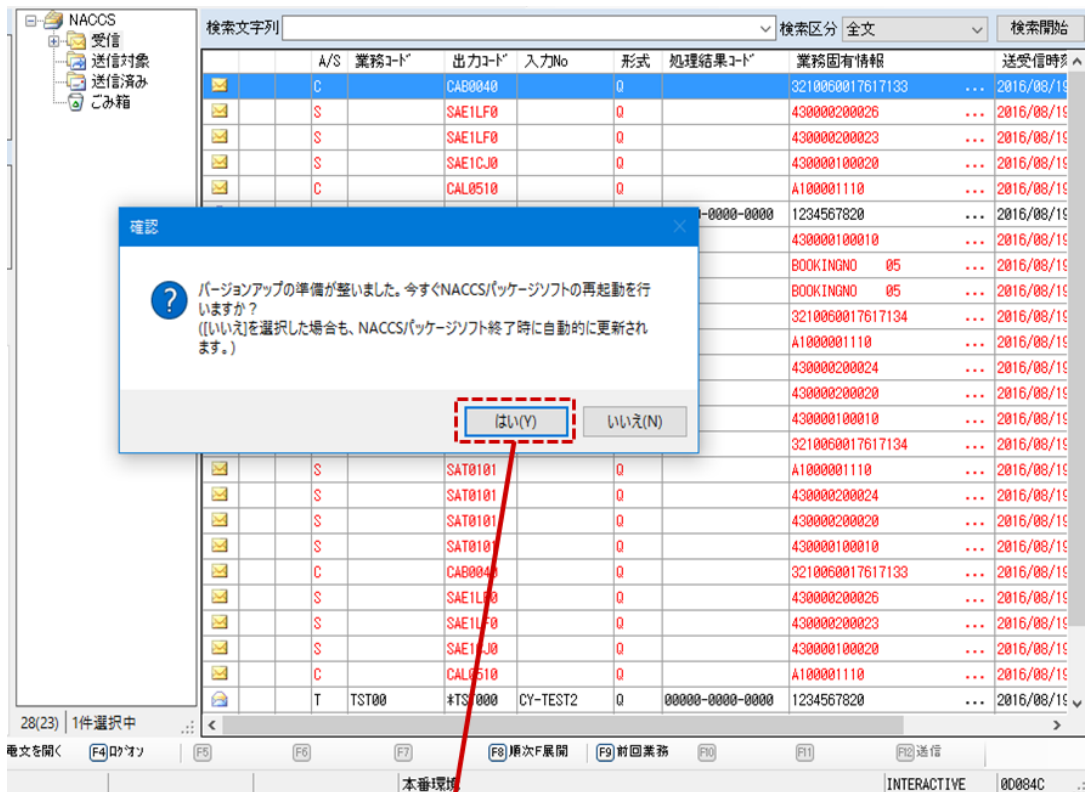 NACCS
受信
送信対象
送信済み
ごみ箱
検索文字列
検索区分 全文 検索開始
A/S 業務ｺｰﾄﾞ 出力ｺｰﾄﾞ 入力No 形式 処理結果ｺｰﾄﾞ 業務固有情報 送受信時刻
C CAB0040 Q 3210060017617133 ... 2016/08/19
S SAE1LF0 Q 430000200026 ... 2016/08/19
S SAE1LF0 Q 430000200023 ... 2016/08/19
S SAE1CJ0 Q 430000100020 ... 2016/08/19
C CAL0510 Q A100001110 ... 2016/08/19
-0000-0000 1234567820 ... 2016/08/19
430000100010 ... 2016/08/19
BOOKINGNO 05 ... 2016/08/19
BOOKINGNO 05 ... 2016/08/19
3210060017617134 ... 2016/08/19
A1000001110 ... 2016/08/19
430000200024 ... 2016/08/19
430000200020 ... 2016/08/19
430000100010 ... 2016/08/19
3210060017617134 ... 2016/08/19
確認
バージョンアップの準備が整いました。今すぐNACCSパッケージソフトの再起動を行
いますか？
([いいえ]を選択した場合も、NACCSパッケージソフト終了時に自動的に更新され
ます。)
はい(Y) いいえ(N)
S SAT0101 Q A1000001110 ... 2016/08/19
S SAT0101 Q 430000200024 ... 2016/08/19
S SAT0101 Q 430000200020 ... 2016/08/19
S SAT0101 Q 430000100010 ... 2016/08/19
C CAB0040 Q 3210060017617133 ... 2016/08/19
S SAE1LF0 Q 430000200026 ... 2016/08/19
S SAE1LF0 Q 430000200023 ... 2016/08/19
S SAE1CJ0 Q 430000100020 ... 2016/08/19
C CAL0510 Q A100001110 ... 2016/08/19
T TST00 *TST000 CY-TEST2 Q 00000-0000-0000 1234567820 ... 2016/08/19
28(23) 1件選択中
電文を開く F4 ﾛｸﾞｵﾝ F5 F6 F7 F8 順次F展開 F9 前回業務 F10 F11 F12 送信
本番環境 INTERACTIVE 0D084C